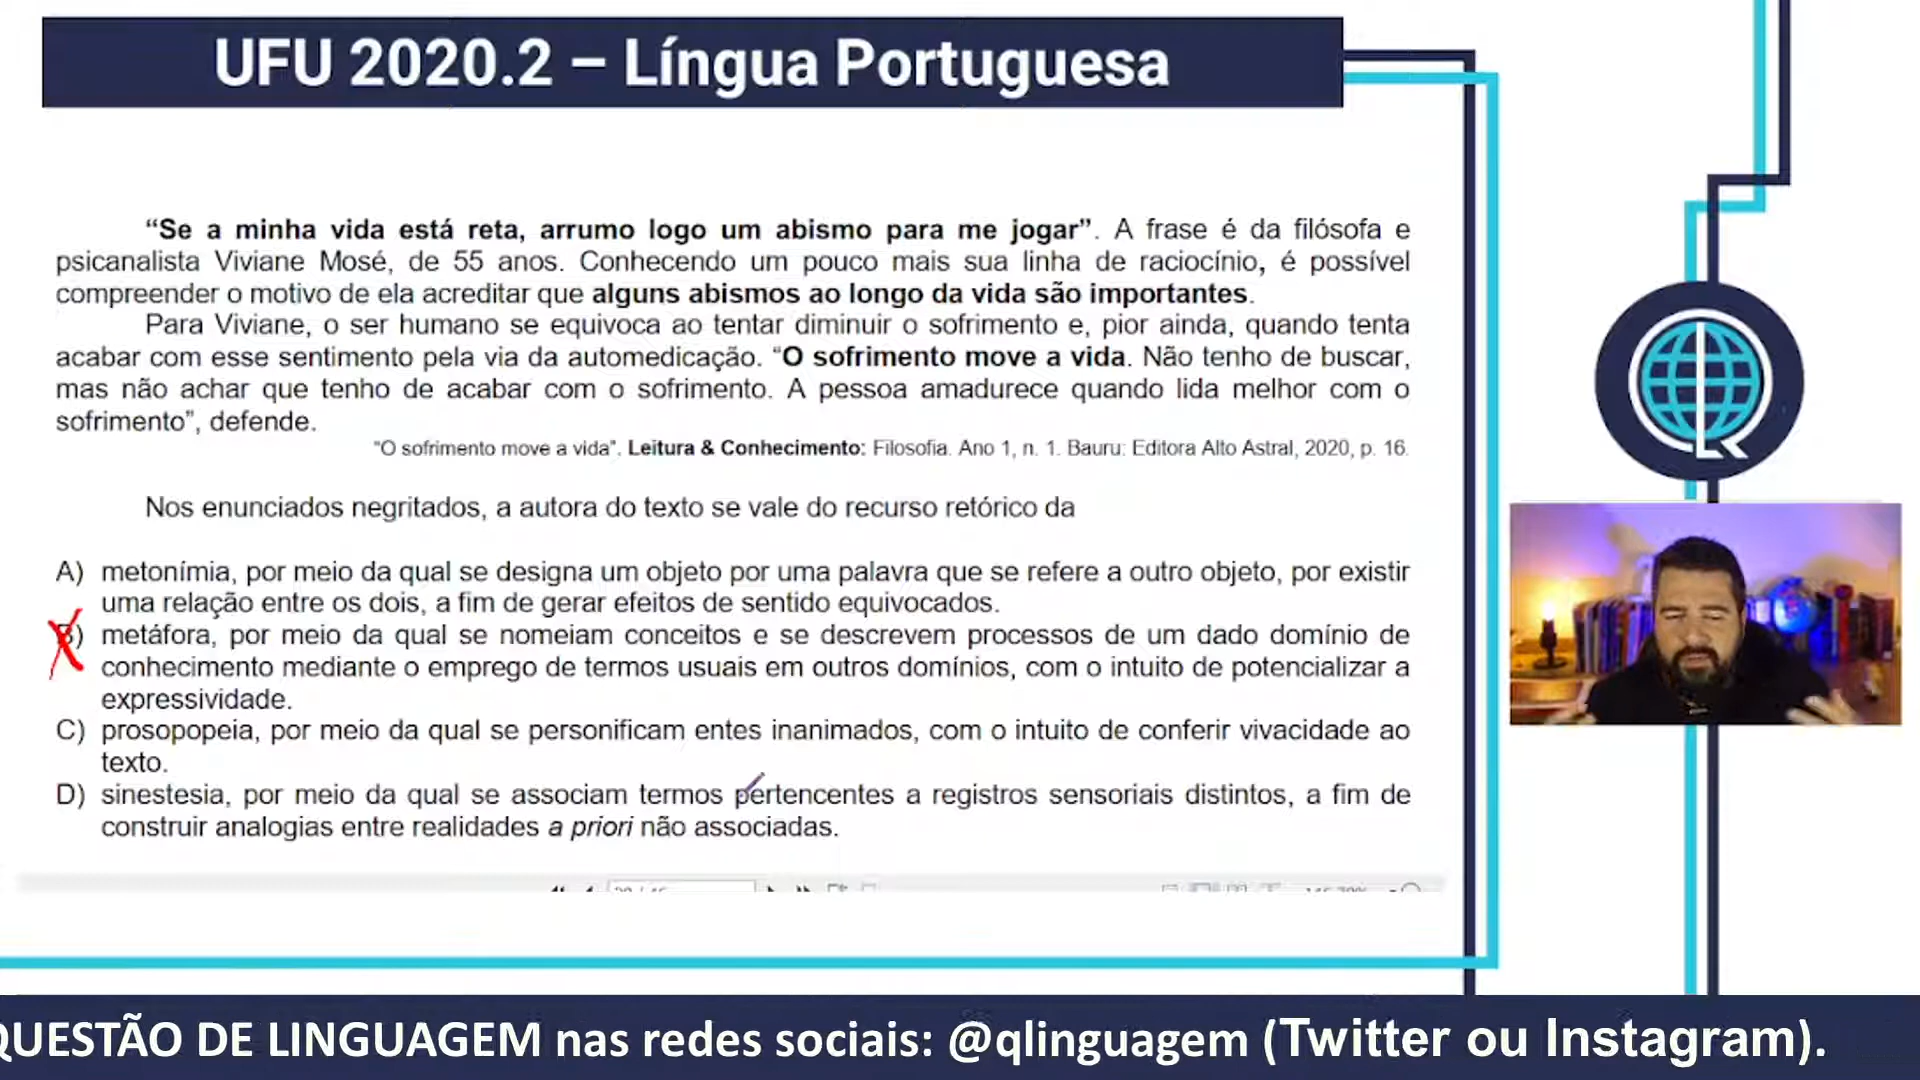 UFU 2020.2 – Língua Portuguesa
“Se a minha vida está reta, arrumo logo um abismo para me jogar”. A frase é da filósofa e
psicanalista Viviane Mosé, de 55 anos. Conhecendo um pouco mais sua linha de raciocínio, é possível
compreender o motivo de ela acreditar que alguns abismos ao longo da vida são importantes.
Para Viviane, o ser humano se equivoca ao tentar diminuir o sofrimento e, pior ainda, quando tenta
acabar com esse sentimento pela via da automedicação. “O sofrimento move a vida. Não tenho de buscar,
mas não achar que tenho de acabar com o sofrimento. A pessoa amadurece quando lida melhor com o
sofrimento”, defende.
“O sofrimento move a vida”. Leitura & Conhecimento: Filosofia. Ano 1, n. 1. Bauru: Editora Alto Astral, 2020, p. 16.
Nos enunciados negritados, a autora do texto se vale do recurso retórico da
A) metonímia, por meio da qual se designa um objeto por uma palavra que se refere a outro objeto, por existir
uma relação entre os dois, a fim de gerar efeitos de sentido equivocados.
B) metáfora, por meio da qual se nomeiam conceitos e se descrevem processos de um dado domínio de
conhecimento mediante o emprego de termos usuais em outros domínios, com o intuito de potencializar a
expressividade.
C) prosopopeia, por meio da qual se personificam entes inanimados, com o intuito de conferir vivacidade ao
texto.
D) sinestesia, por meio da qual se associam termos pertencentes a registros sensoriais distintos, a fim de
construir analogias entre realidades a priori não associadas.
QUESTÃO DE LINGUAGEM nas redes sociais: @qlinguagem (Twitter ou Instagram).